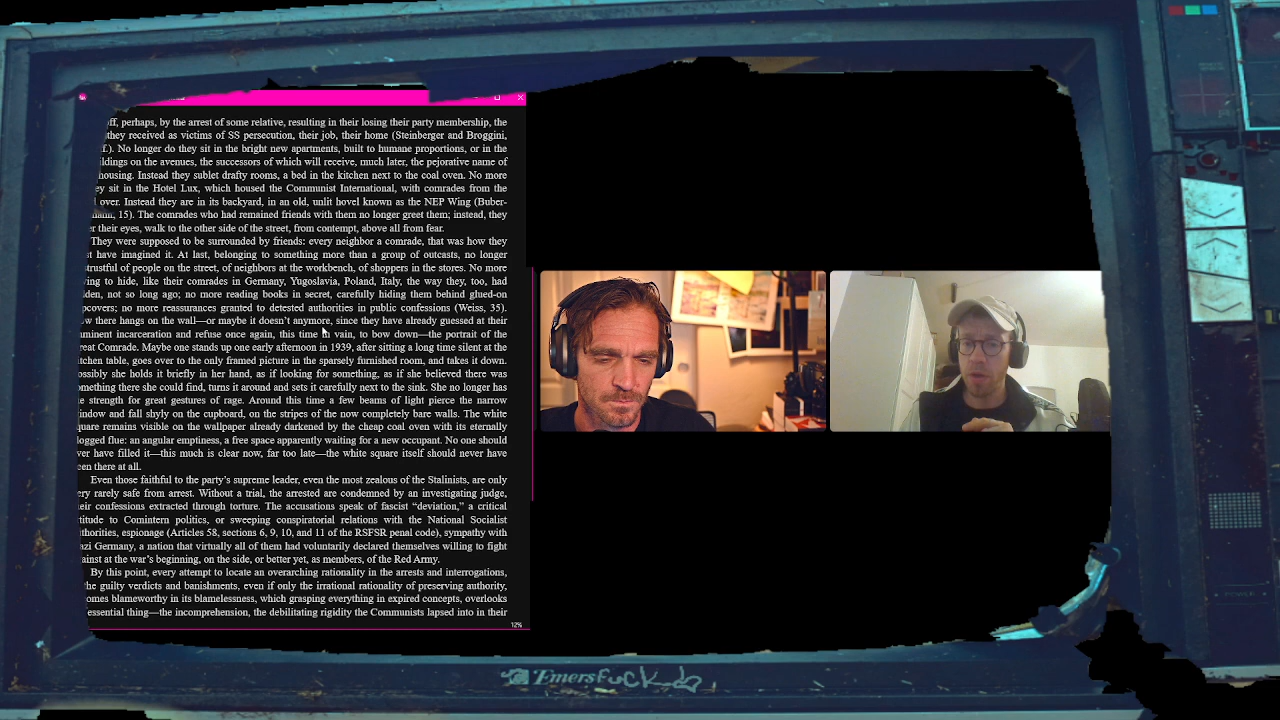 off, perhaps, by the arrest of some relative, resulting in their losing their party membership, the
they received as victims of SS persecution, their job, their home (Steinberger and Broggini,
f.). No longer do they sit in the bright new apartments, built to humane proportions, or in the
ildings on the avenues, the successors of which will receive, much later, the pejorative name of
housing. Instead they sublet drafty rooms, a bed in the kitchen next to the coal oven. No more
ey sit in the Hotel Lux, which housed the Communist International, with comrades from the
over. Instead they are in its backyard, in an old, unlit hovel known as the NEP Wing (Buber-
mann, 15). The comrades who had remained friends with them no longer greet them; instead, they
er their eyes, walk to the other side of the street, from contempt, above all from fear.
They were supposed to be surrounded by friends: every neighbor a comrade, that was how they
st have imagined it. At last, belonging to something more than a group of outcasts, no longer
strustful of people on the street, of neighbors at the workbench, of shoppers in the stores. No more
ving to hide, like their comrades in Germany, Yugoslavia, Poland, Italy, the way they, too, had
dden, not so long ago; no more reading books in secret, carefully hiding them behind glued-on
pcovers; no more reassurances granted to detested authorities in public confessions (Weiss, 35).
w there hangs on the wall—or maybe it doesn't anymore, since they have already guessed at their
minent incarceration and refuse once again, this time in vain, to bow down—the portrait of the
eat Comrade. Maybe one stands up one early afternoon in 1939, after sitting a long time silent at the
itchen table, goes over to the only framed picture in the sparsely furnished room, and takes it down.
ossibly she holds it briefly in her hand, as if looking for something, as if she believed there was
omething there she could find, turns it around and sets it carefully next to the sink. She no longer has
e strength for great gestures of rage. Around this time a few beams of light pierce the narrow
indow and fall shyly on the cupboard, on the stripes of the now completely bare walls. The white
quare remains visible on the wallpaper already darkened by the cheap coal oven with its eternally
logged flue: an angular emptiness, a free space apparently waiting for a new occupant. No one should
ver have filled it—this much is clear now, far too late—the white square itself should never have
een there at all.
Even those faithful to the party's supreme leader, even the most zealous of the Stalinists, are only
ery rarely safe from arrest. Without a trial, the arrested are condemned by an investigating judge,
eir confessions extracted through torture. The accusations speak of fascist “deviation,” a critical
titude to Comintern politics, or sweeping conspiratorial relations with the National Socialist
thorities, espionage (Articles 58, sections 6, 9, 10, and 11 of the RSFSR penal code), sympathy with
azi Germany, a nation that virtually all of them had voluntarily declared themselves willing to fight
ainst at the war's beginning, on the side, or better yet, as members, of the Red Army.
By this point, every attempt to locate an overarching rationality in the arrests and interrogations,
he guilty verdicts and banishments, even if only the irrational rationality of preserving authority,
omes blameworthy in its blamelessness, which grasping everything in expired concepts, overlooks
essential thing—the incomprehension, the debilitating rigidity the Communists lapsed into in their
12%
Emersfuck
POWER